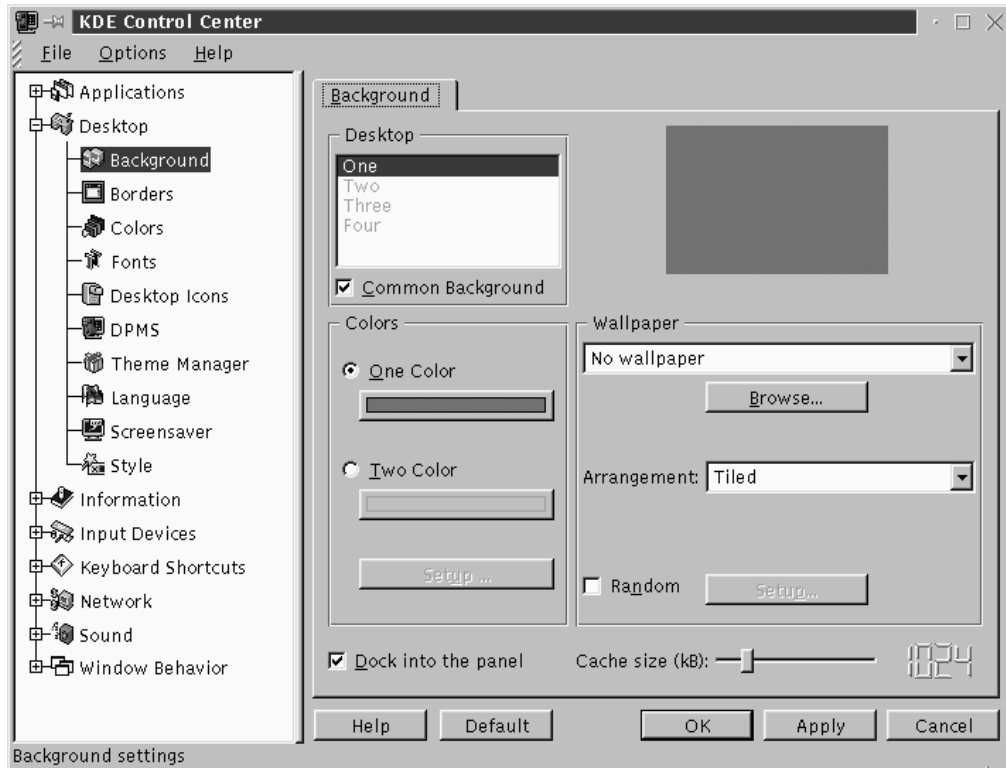 KDE Control Center
File Options Help
Applications
Desktop
Background
Borders
Colors
Fonts
Desktop Icons
DPMS
Theme Manager
Language
Screensaver
Style
Information
Input Devices
Keyboard Shortcuts
Network
Sound
Window Behavior
Background
Desktop
One
Two
Three
Four
Common Background
Colors
One Color
Two Color
Setup ...
Wallpaper
No wallpaper
Browse...
Arrangement: Tiled
Random Setup...
Dock into the panel Cache size (kB): 1024
Help Default OK Apply Cancel
Background settings